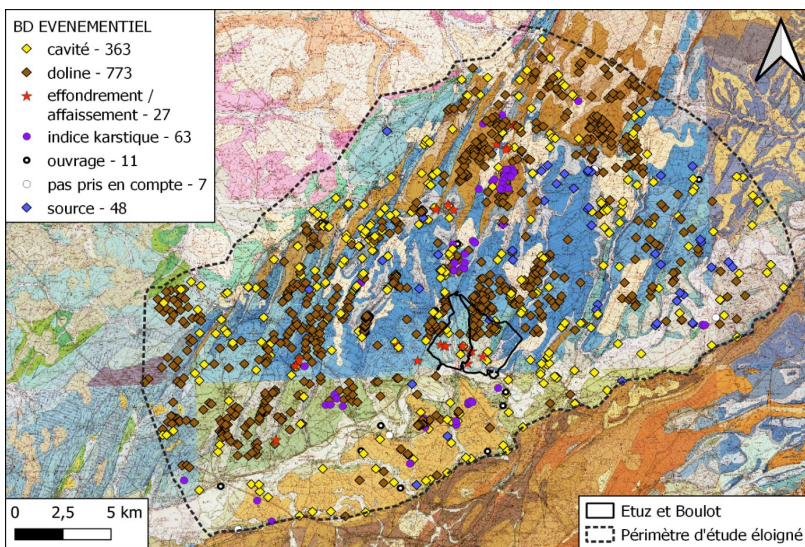 BD EVENEMENTIEL
cavité - 363
doline - 773
effondrement /
affaissement - 27
indice karstique - 63
ouvrage - 11
pas pris en compte - 7
source - 48
0 2,5 5 km
Etuz et Boulot
Périmètre d'étude éloigné